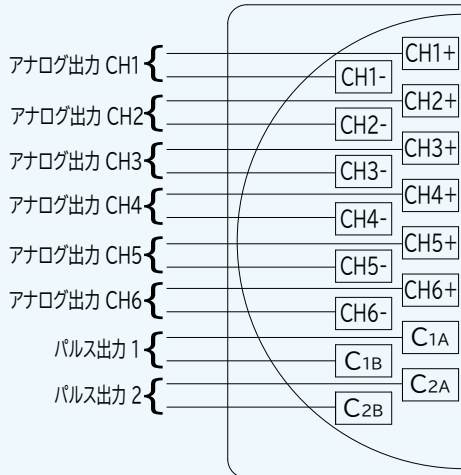 アナログ出力 CH1
CH1+
CH1-
アナログ出力 CH2
CH2+
CH2-
アナログ出力 CH3
CH3+
CH3-
アナログ出力 CH4
CH4+
CH4-
アナログ出力 CH5
CH5+
CH5-
アナログ出力 CH6
CH6+
CH6-
パルス出力 1
C1A
C1B
パルス出力 2
C2A
C2B